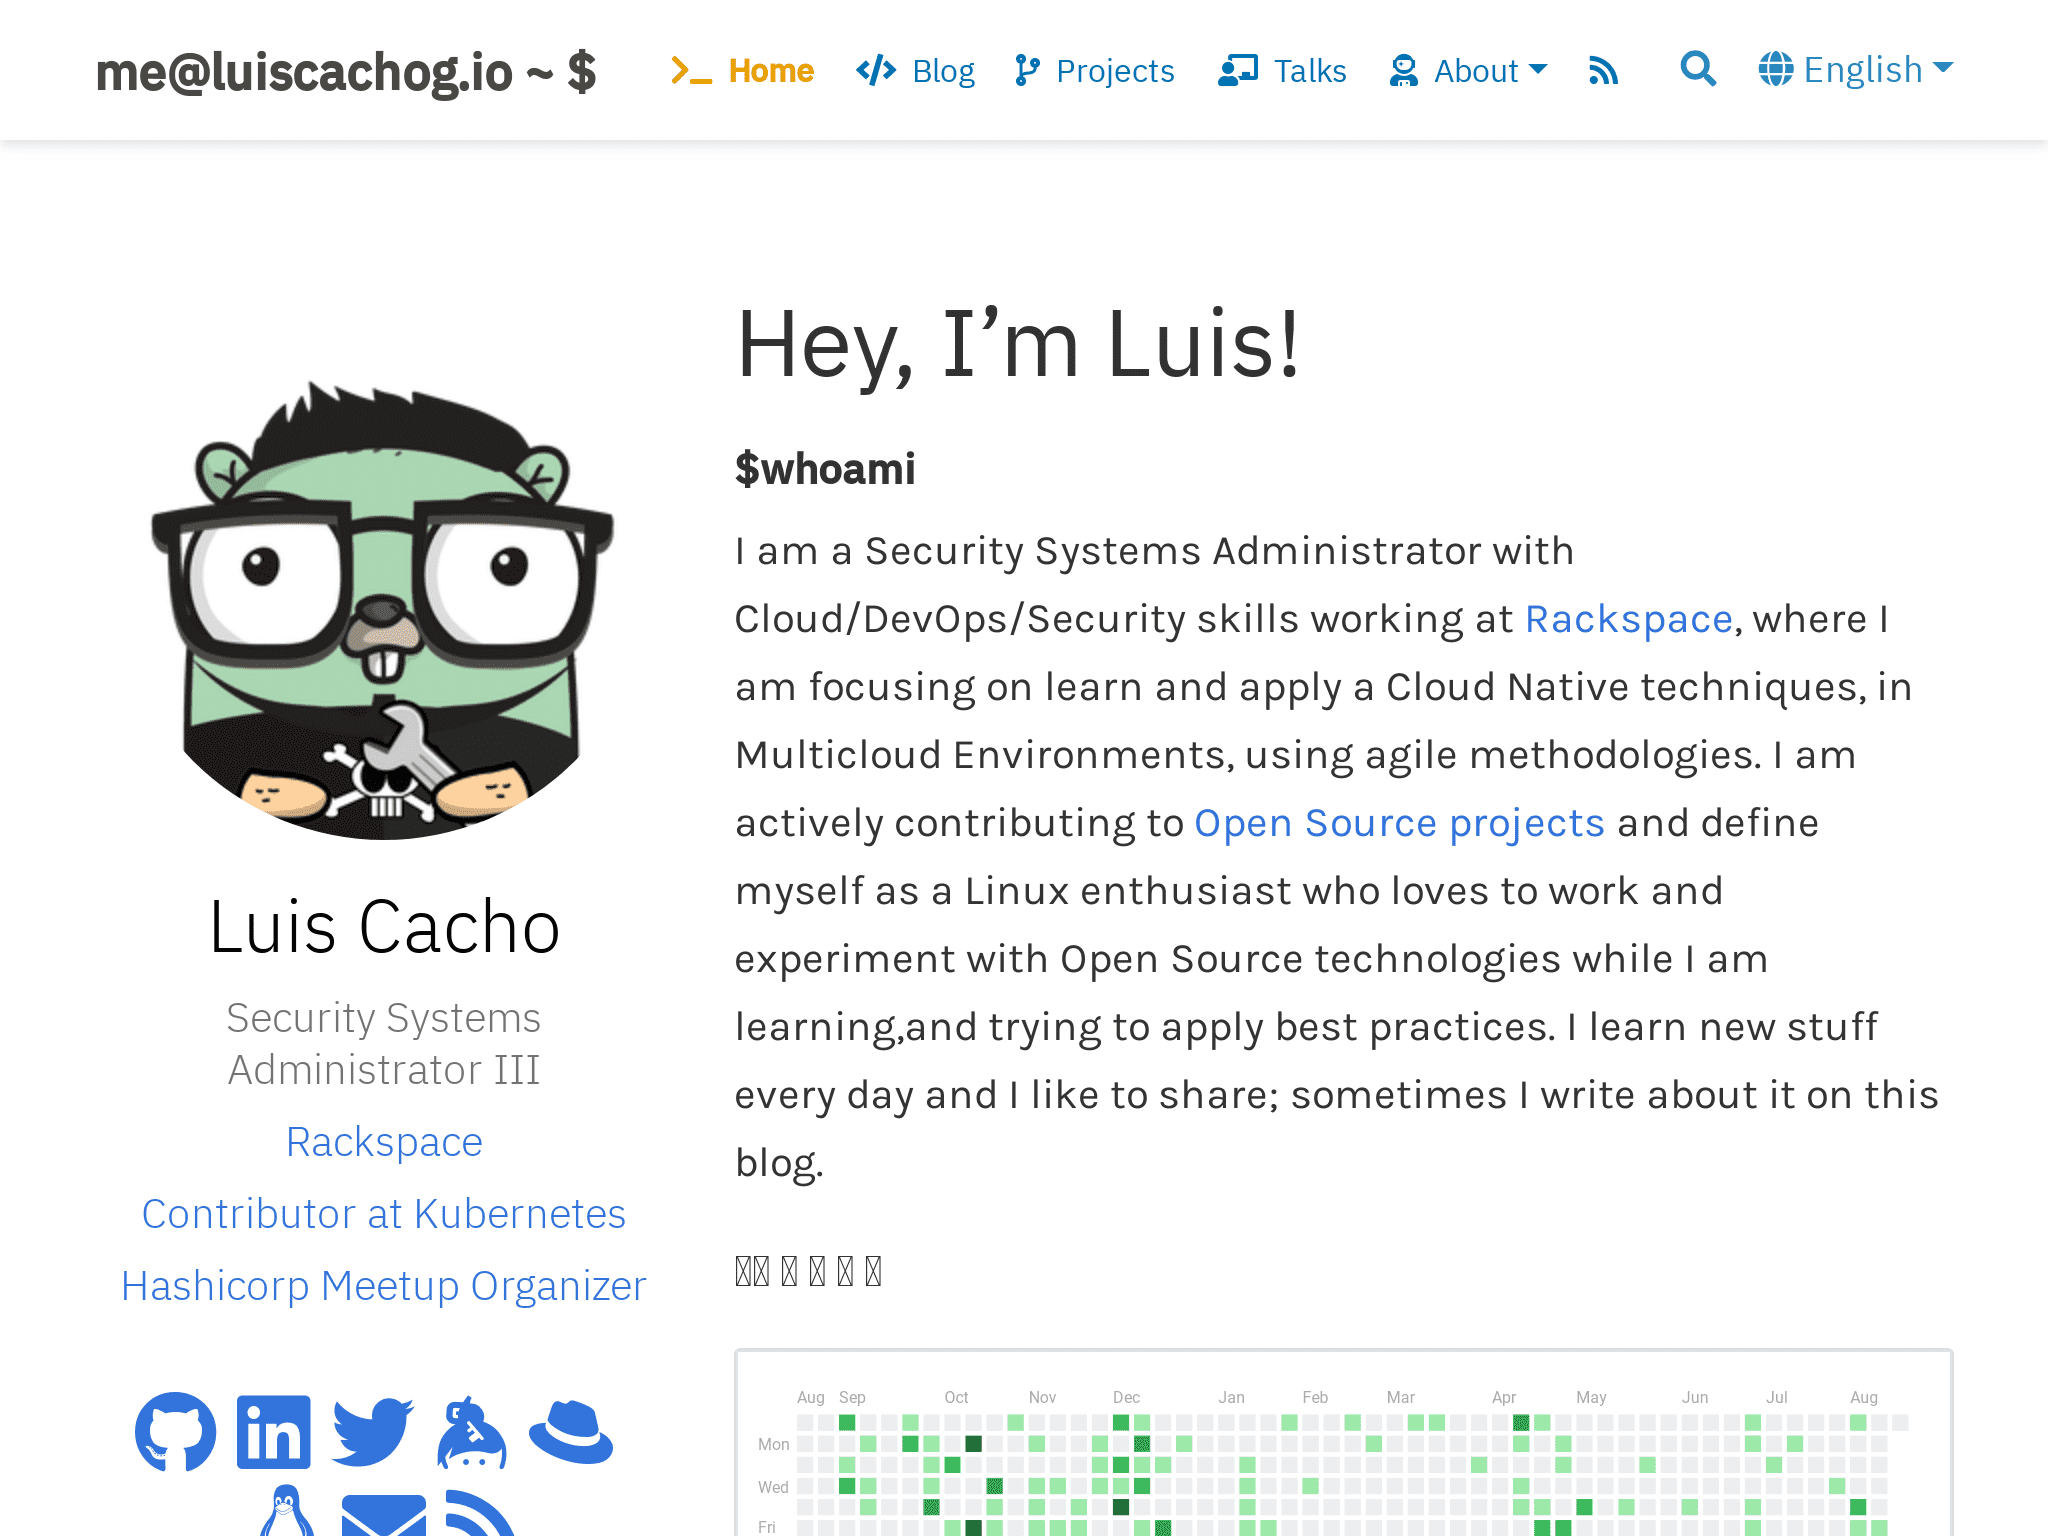 me@luiscachog.io ~ $ Home Blog Projects Talks About English
Hey, I’m Luis!
$whoami
I am a Security Systems Administrator with
Cloud/DevOps/Security skills working at Rackspace, where I
am focusing on learn and apply a Cloud Native techniques, in
Multicloud Environments, using agile methodologies. I am
actively contributing to Open Source projects and define
myself as a Linux enthusiast who loves to work and
experiment with Open Source technologies while I am
learning,and trying to apply best practices. I learn new stuff
every day and I like to share; sometimes I write about it on this
blog.
Luis Cacho
Security Systems
Administrator III
Rackspace
Contributor at Kubernetes
Hashicorp Meetup Organizer
Aug Sep Oct Nov Dec Jan Feb Mar Apr May Jun Jul Aug
Mon
Wed
Fri